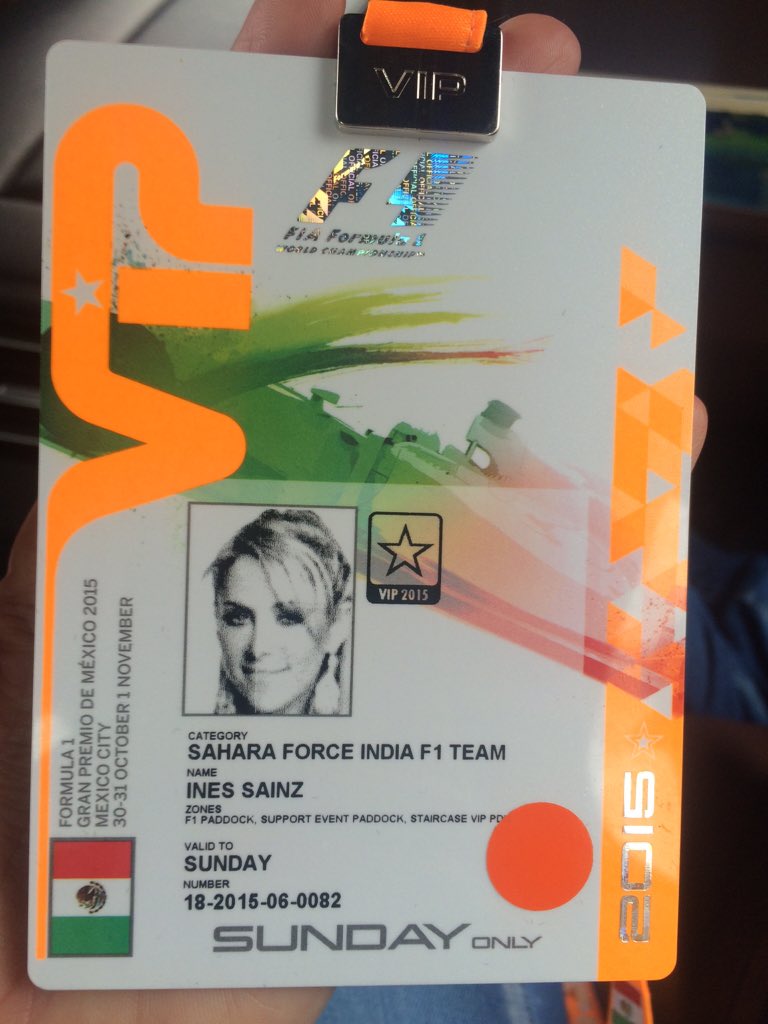 VIP
VIP
F1
FIA Formula 1
WORLD CHAMPIONSHIP
VIP 2015
FORMULA 1
GRAN PREMIO DE MÉXICO 2015
MEXICO CITY
30-31 OCTOBER 1 NOVEMBER
CATEGORY
SAHARA FORCE INDIA F1 TEAM
NAME
INES SAINZ
ZONES
F1 PADDOCK, SUPPORT EVENT PADDOCK, STAIRCASE VIP
VALID TO
SUNDAY
NUMBER
18-2015-06-0082
SUNDAY ONLY
2015